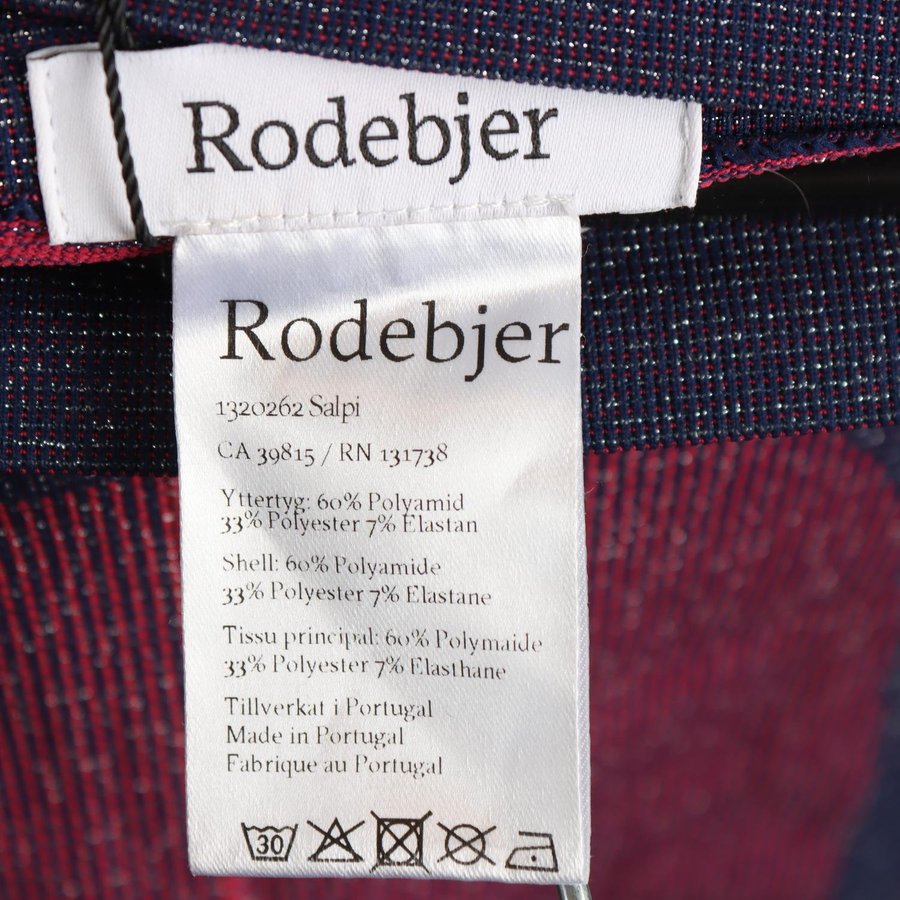 Rodebjer
Rodebjer
1320262 Salpi
CA 39815 / RN 131738
Yttertyg: 60% Polyamid
33% Polyester 7% Elastan
Shell: 60% Polyamide
33% Polyester 7% Elastane
Tissu principal: 60% Polymaide
33% Polyester 7% Elasthane
Tillverkat i Portugal
Made in Portugal
Fabrique au Portugal
30